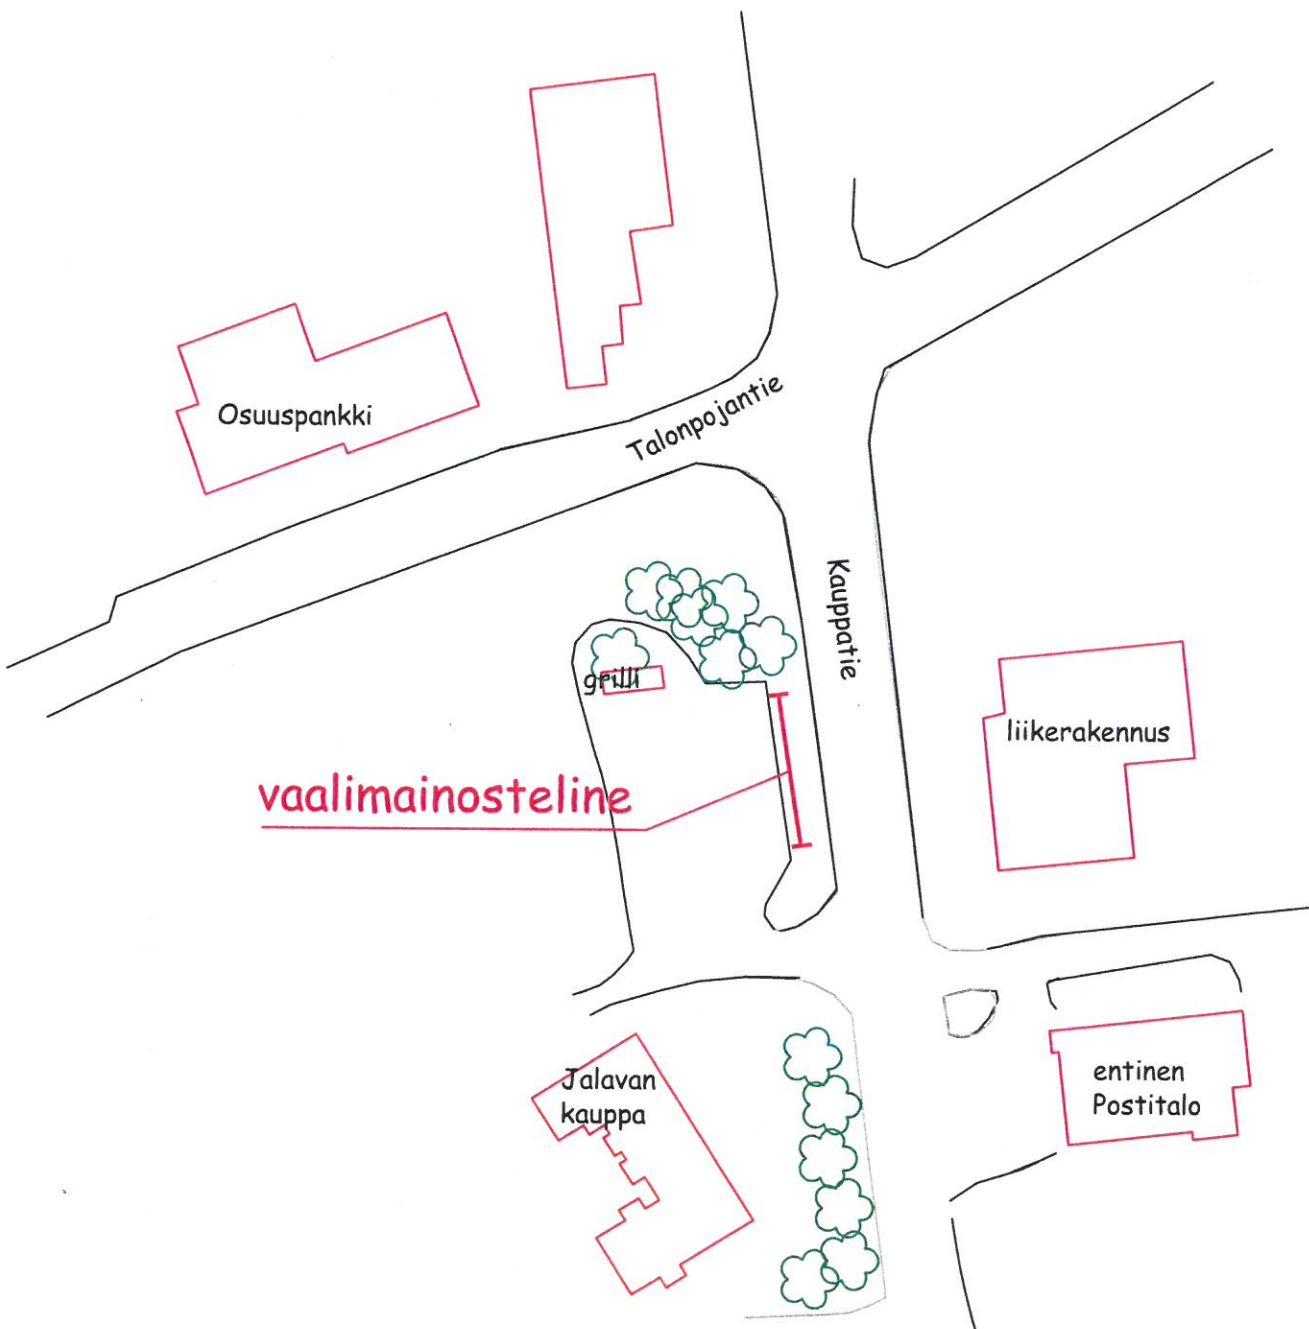 Osuuspankki
Talonpojantie
Kauppatie
grilli
liikerakennus
vaalimainosteline
Jalavan
kauppa
entinen
Postitalo